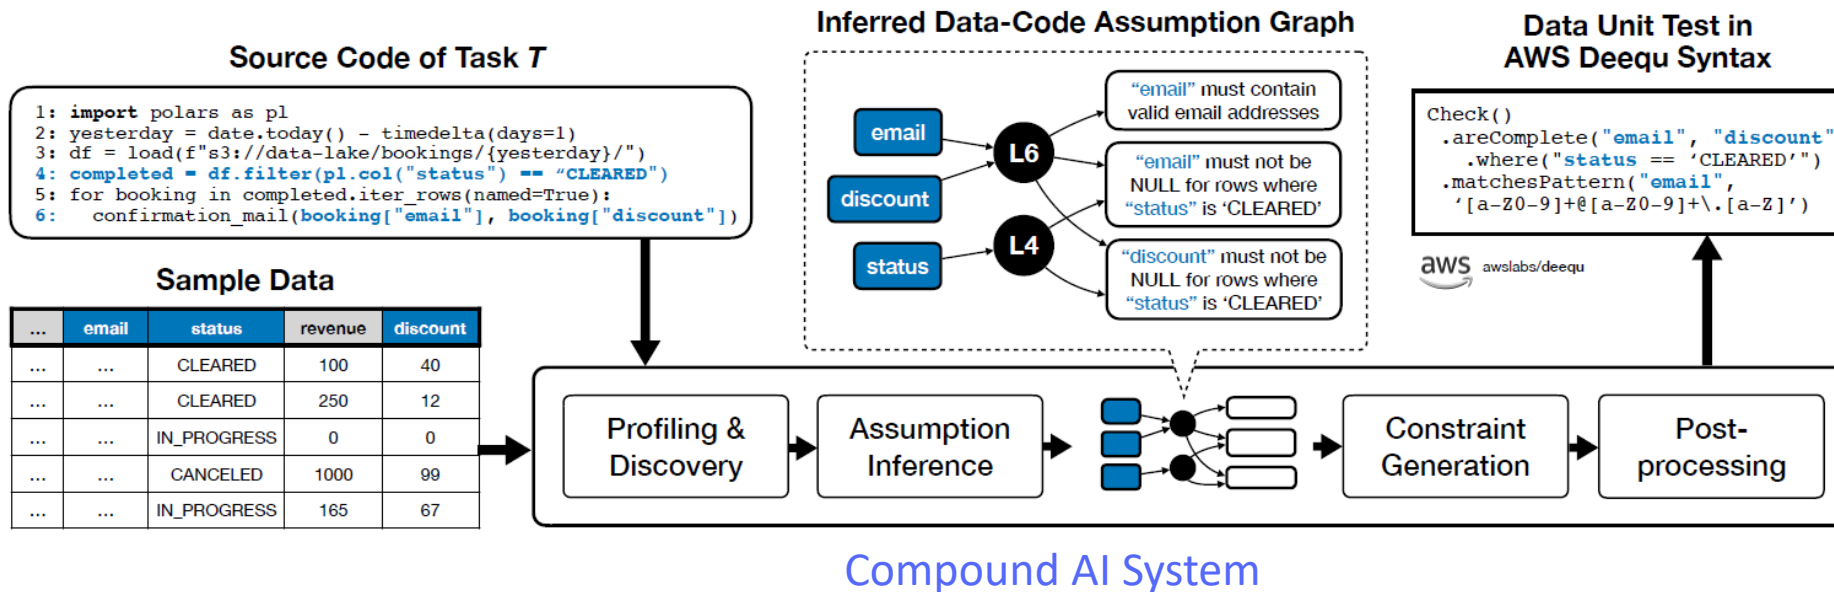 Source Code of Task T
1: import polars as pl
2: yesterday = date.today() - timedelta(days=1)
3: df = load(f"s3://data-lake/bookings/{yesterday}/")
4: completed = df.filter(pl.col("status") == “CLEARED”)
5: for booking in completed.iter_rows(named=True):
6:   confirmation_mail(booking["email"], booking["discount"])
Sample Data
... email status revenue discount
... ... CLEARED 100 40
... ... CLEARED 250 12
... ... IN_PROGRESS 0 0
... ... CANCELED 1000 99
... ... IN_PROGRESS 165 67
Inferred Data-Code Assumption Graph
email
discount
status
L6
L4
“email” must contain
valid email addresses
“email” must not be
NULL for rows where
“status” is ‘CLEARED’
“discount” must not be
NULL for rows where
“status” is ‘CLEARED’
Data Unit Test in
AWS Deequ Syntax
Check()
.areComplete("email", "discount"
.where("status == ‘CLEARED’")
.matchesPattern("email",
‘[a-Z0-9]+@[a-Z0-9]+\.[a-Z]’)
aws awslabs/deequ
Profiling &
Discovery
Assumption
Inference
Constraint
Generation
Post-
processing
Compound AI System